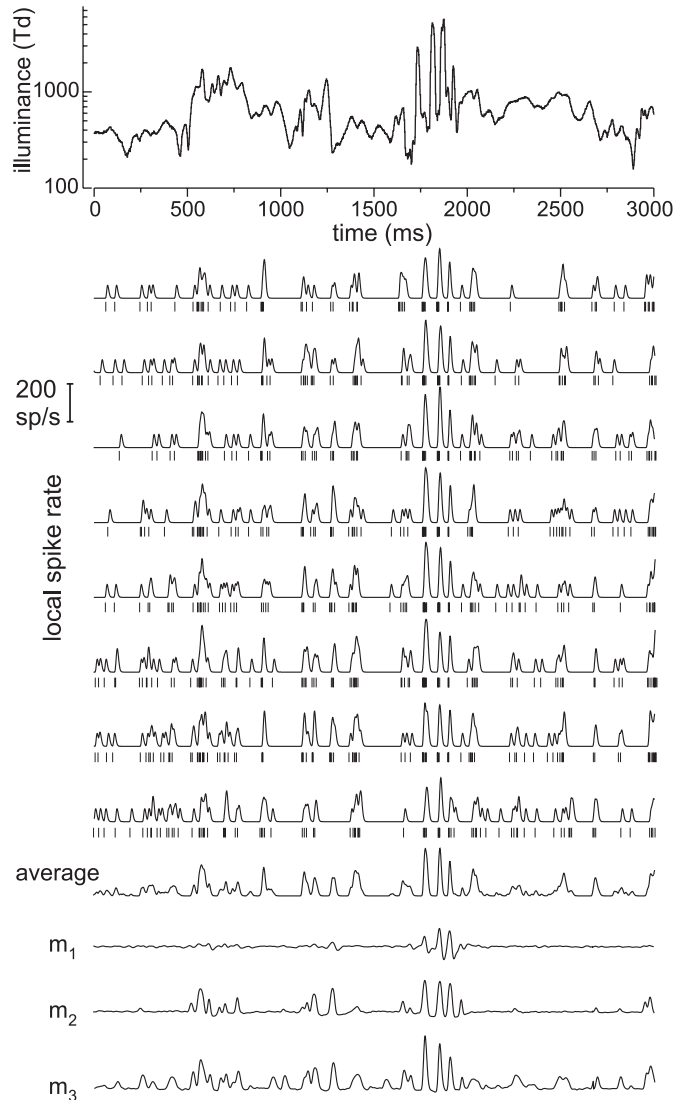 illuminance (Td)
1000
100
0 500 1000 1500 2000 2500 3000
time (ms)
200
sp/s
local spike rate
average
m1
m2
m3